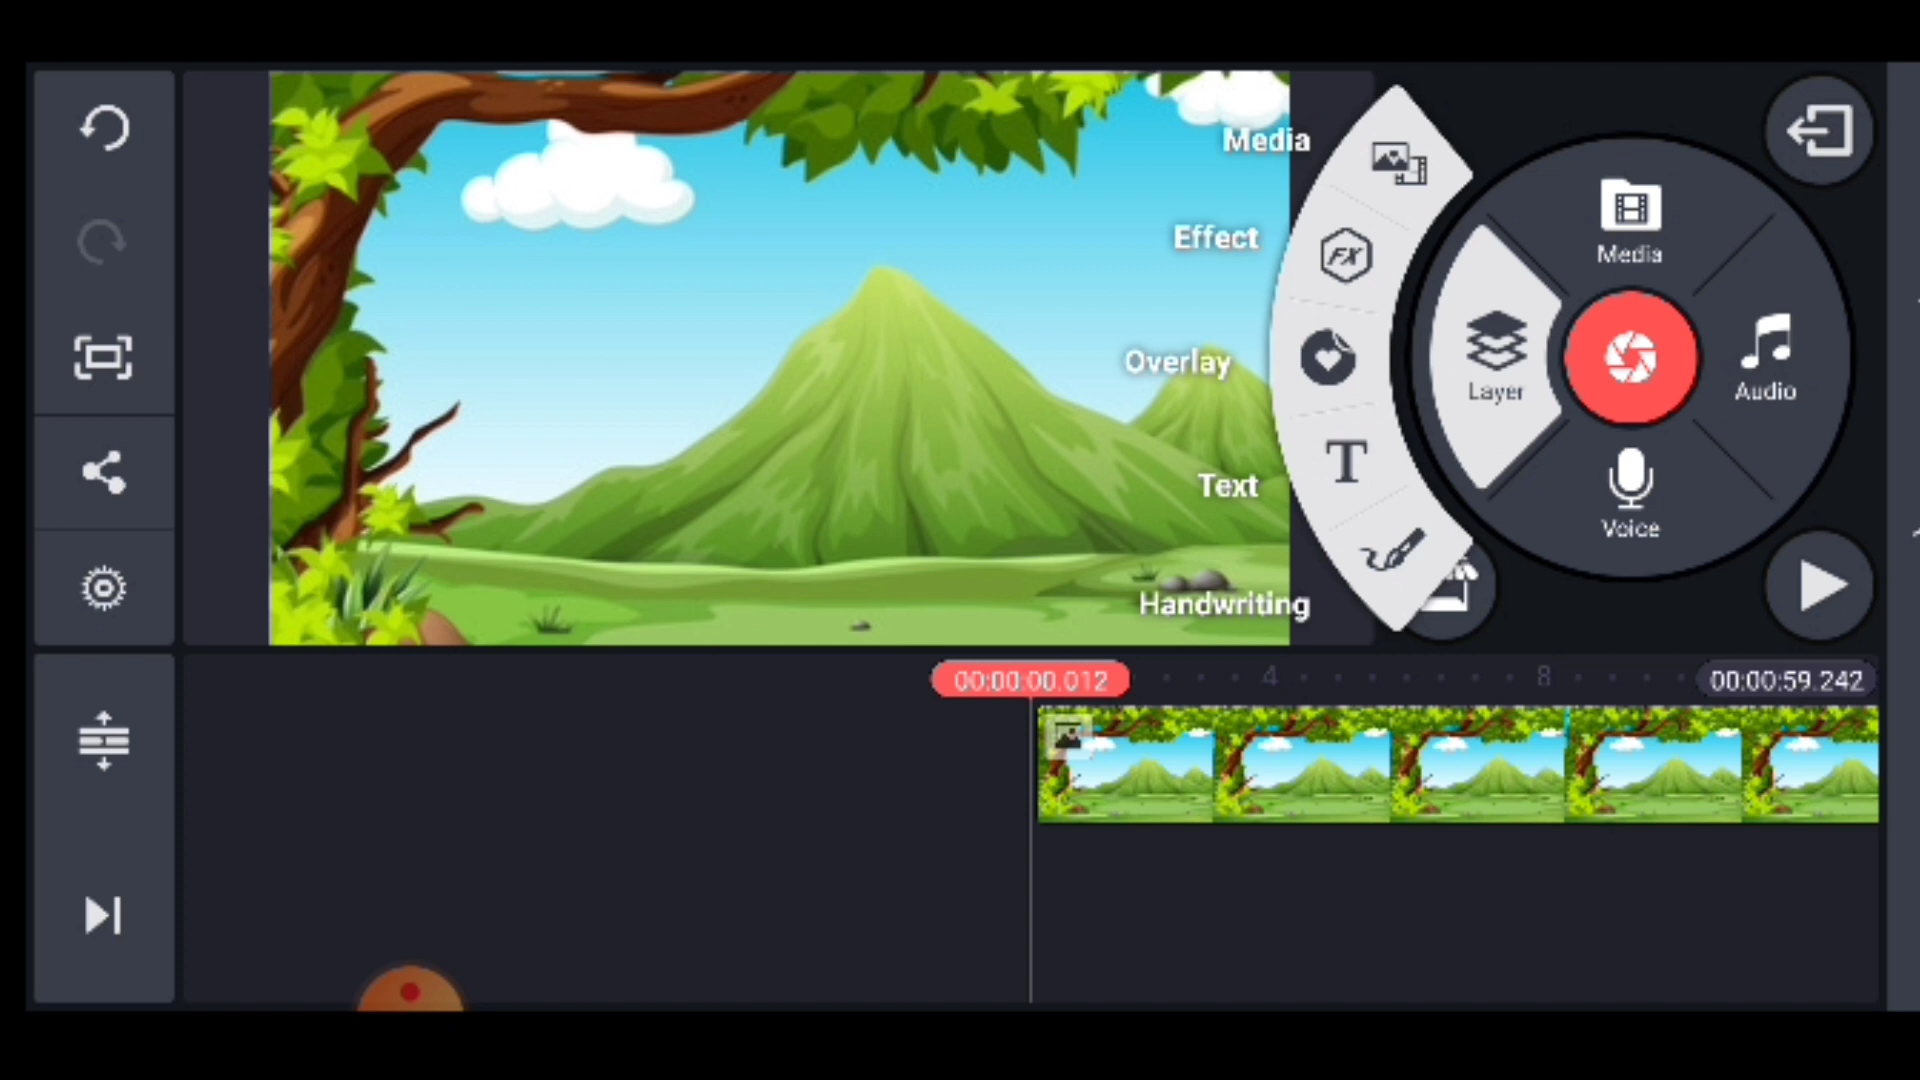 Media
Effect
Overlay
Text
Handwriting
FX
T
Media
Layer
Audio
Voice
00:00:00.012
4
8
00:00:59.242